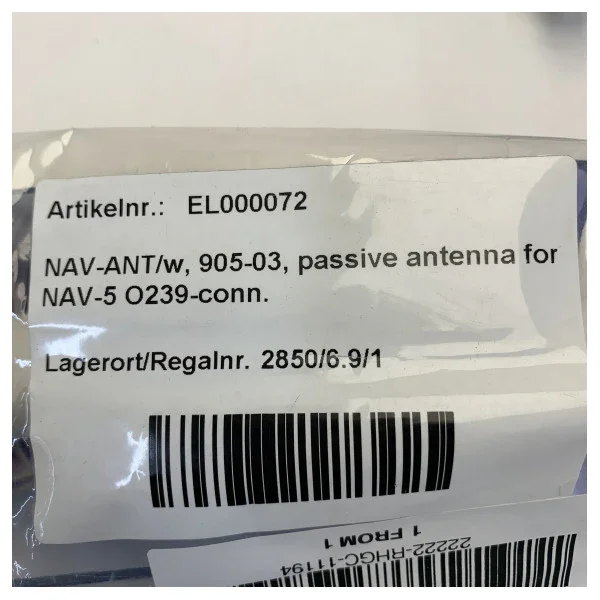 Artikelnr.: EL000072
NAV-ANT/w, 905-03, passive antenna for
NAV-5 O239-conn.
Lagerort/Regalnr. 2850/6.9/1
1 FROM 1
22222-RHGC-11194